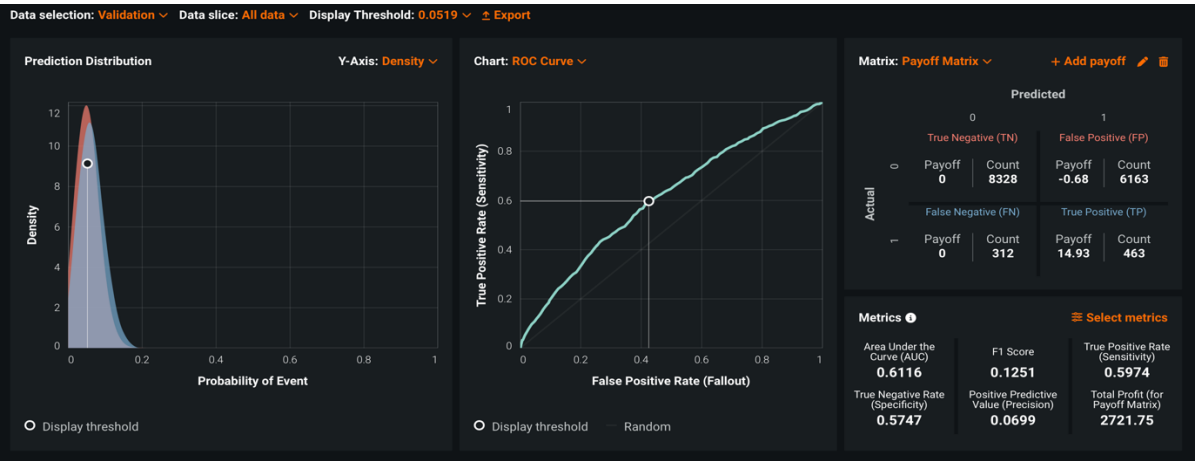 Data selection: Validation Data slice: All data Display Threshold: 0.0519 Export
Prediction Distribution Y-Axis: Density
12
10
8
6
4
2
0
Density
0 0.2 0.4 0.6 0.8 1
Probability of Event
Display threshold
Chart: ROC Curve
1
0.8
0.6
0.4
0.2
0
True Positive Rate (Sensitivity)
0 0.2 0.4 0.6 0.8 1
False Positive Rate (Fallout)
Display threshold Random
Matrix: Payoff Matrix + Add payoff
Predicted
0 1
Actual
True Negative (TN) False Positive (FP)
0 Payoff Count Payoff Count
0 8328 -0.68 6163
False Negative (FN) True Positive (TP)
1 Payoff Count Payoff Count
0 312 14.93 463
Metrics Select metrics
Area Under the
Curve (AUC)
0.6116
F1 Score
0.1251
True Positive Rate
(Sensitivity)
0.5974
True Negative Rate
(Specificity)
0.5747
Positive Predictive
Value (Precision)
0.0699
Total Profit (for
Payoff Matrix)
2721.75